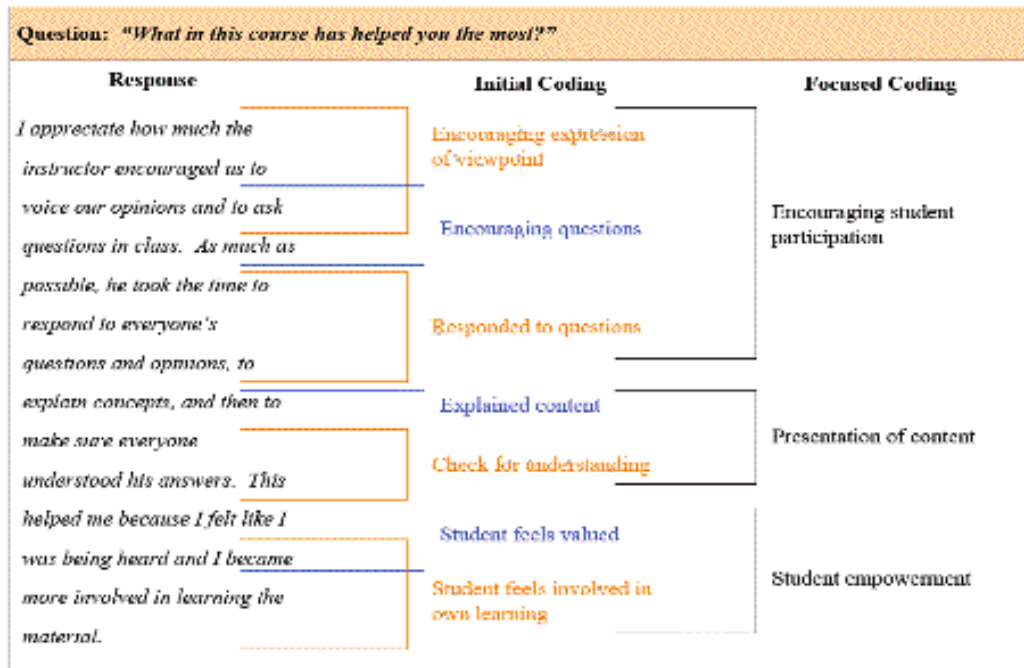 Question: "What in this course has helped you the most?"
Response
Initial Coding
Focused Coding
I appreciate how much the
instructor encouraged us to
voice our opinions and to ask
questions in class. As much as
possible, he took the time to
respond to everyone's
questions and opinions, to
explain concepts, and then to
make sure everyone
understood his answers. This
helped me because I felt like I
was being heard and I became
more involved in learning the
material.
Encouraging expression
of viewpoint
Encouraging questions
Responded to questions
Explained content
Check for understanding
Student feels valued
Student feels involved in
own learning
Encouraging student
participation
Presentation of content
Student empowerment